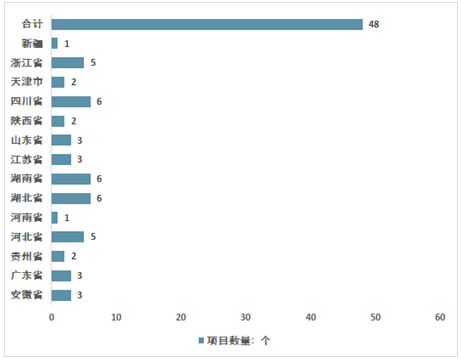 合计 48
新疆 1
浙江省 5
天津市 2
四川省 6
陕西省 2
山东省 3
江苏省 3
湖南省 6
湖北省 6
河南省 1
河北省 5
贵州省 2
广东省 3
安徽省 3
0 10 20 30 40 50 60
项目数量：个